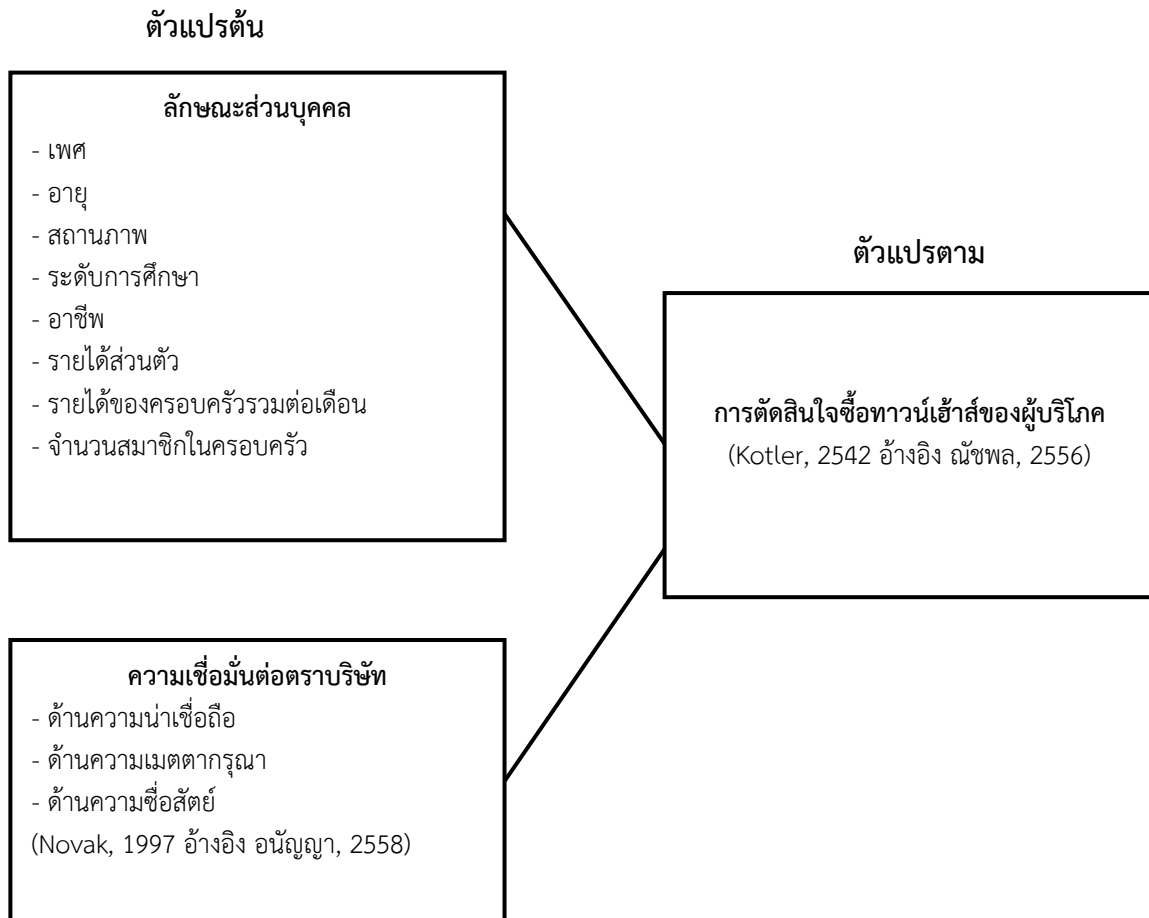 ตัวแปรต้น
ลักษณะส่วนบุคคล
- เพศ
- อายุ
- สถานภาพ
- ระดับการศึกษา
- อาชีพ
- รายได้ส่วนตัว
- รายได้ของครอบครัวรวมต่อเดือน
- จำนวนสมาชิกในครอบครัว
ความเชื่อมั่นต่อตราบริษัท
- ด้านความน่าเชื่อถือ
- ด้านความเมตตากรุณา
- ด้านความซื่อสัตย์
(Novak, 1997 อ้างอิง อนัญญา, 2558)
ตัวแปรตาม
การตัดสินใจซื้อทาวน์เฮ้าส์ของผู้บริโภค
(Kotler, 2542 อ้างอิง ณัชพล, 2556)